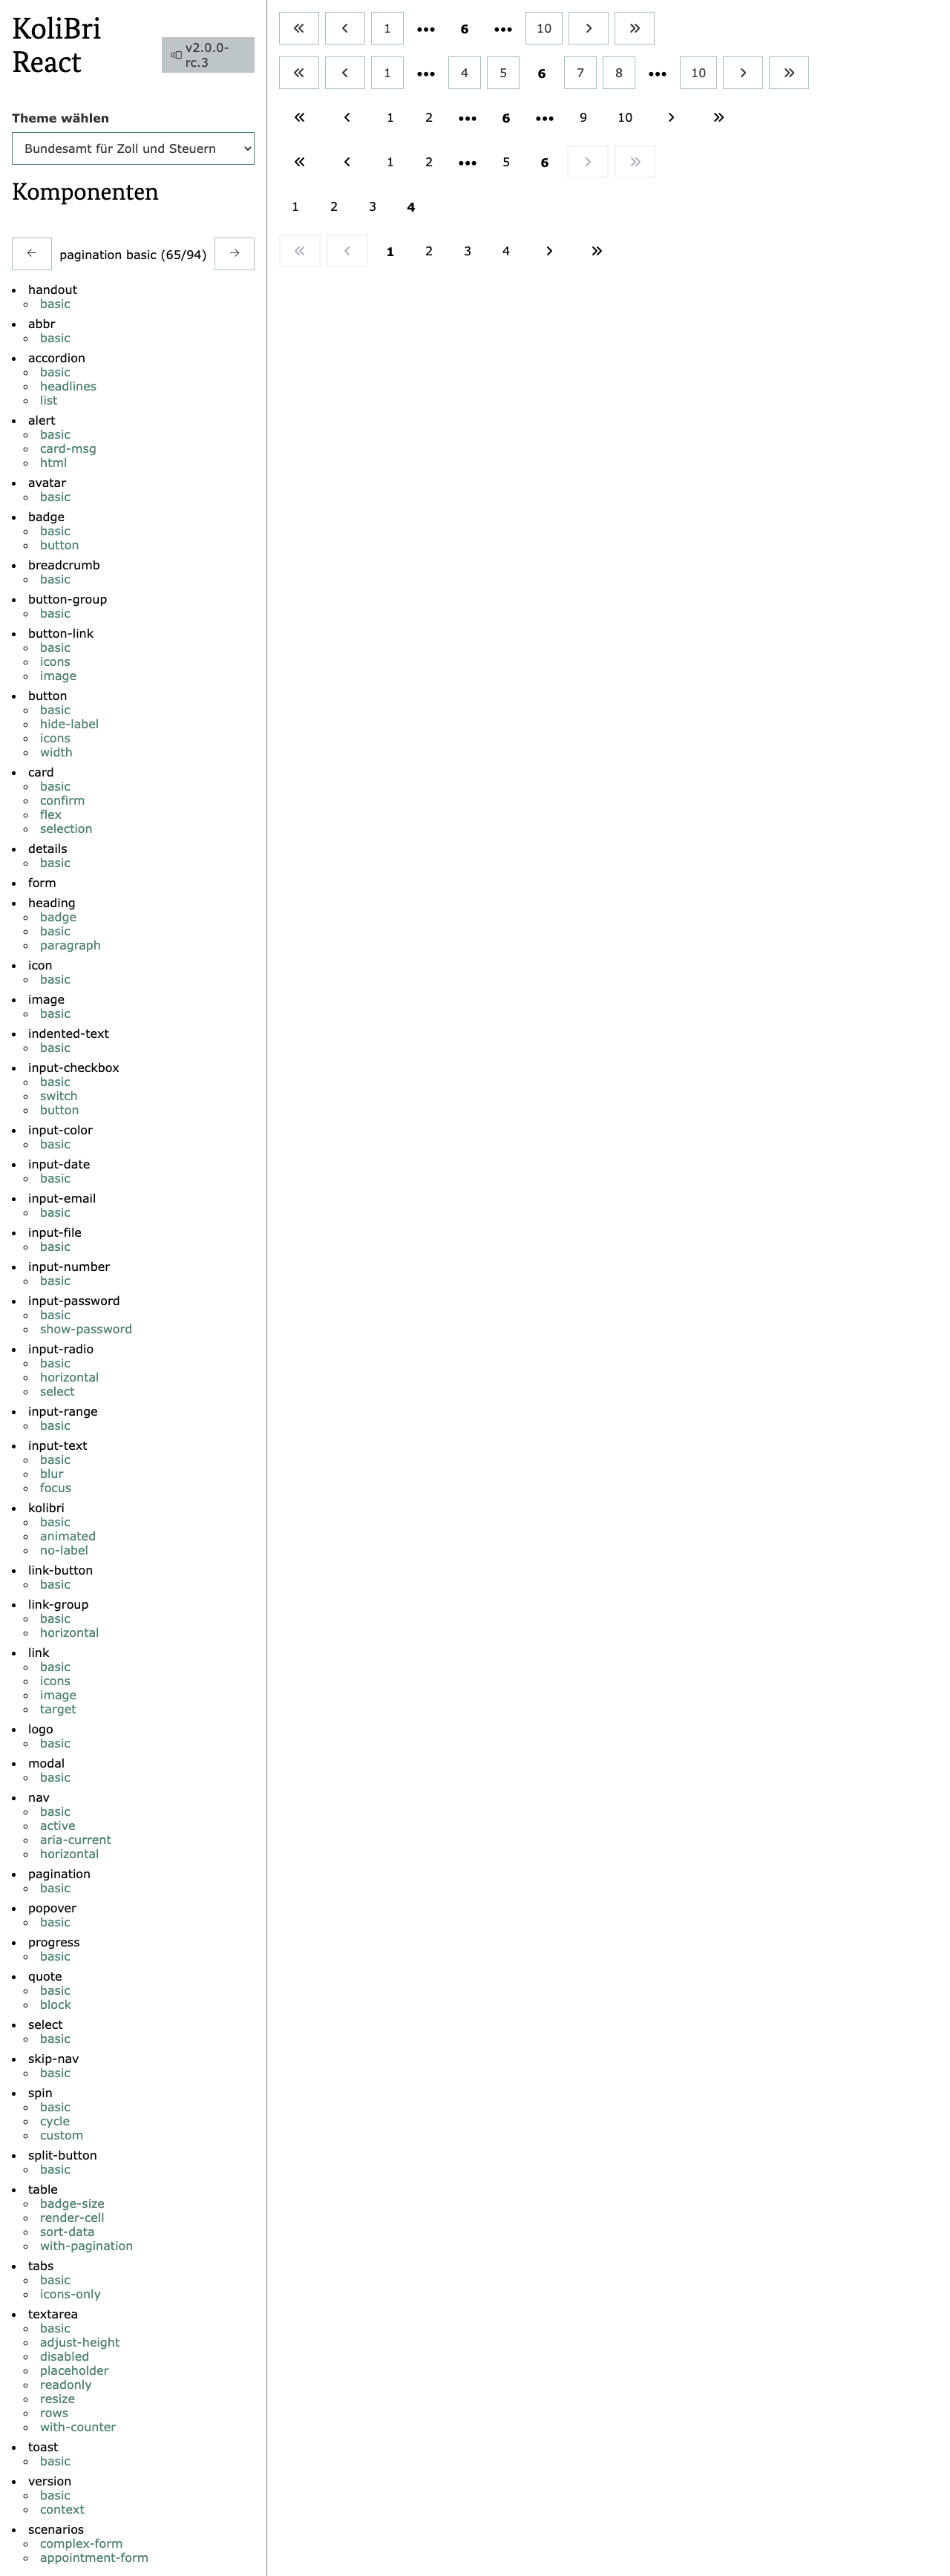 KoliBri
React
v2.0.0-
rc.3
Theme wählen
Bundesamt für Zoll und Steuern
Komponenten
← pagination basic (65/94) →
handout
basic
abbr
basic
accordion
basic
headlines
list
alert
basic
card-msg
html
avatar
basic
badge
basic
button
breadcrumb
basic
button-group
basic
button-link
basic
icons
image
button
basic
hide-label
icons
width
card
basic
confirm
flex
selection
details
basic
form
heading
badge
basic
paragraph
icon
basic
image
basic
indented-text
basic
input-checkbox
basic
switch
button
input-color
basic
input-date
basic
input-email
basic
input-file
basic
input-number
basic
input-password
basic
show-password
input-radio
basic
horizontal
select
input-range
basic
input-text
basic
blur
focus
kolibri
basic
animated
no-label
link-button
basic
link-group
basic
horizontal
link
basic
icons
image
target
logo
basic
modal
basic
nav
basic
active
aria-current
horizontal
pagination
basic
popover
basic
progress
basic
quote
basic
block
select
basic
skip-nav
basic
spin
basic
cycle
custom
split-button
basic
table
badge-size
render-cell
sort-data
with-pagination
tabs
basic
icons-only
textarea
basic
adjust-height
disabled
placeholder
readonly
resize
rows
with-counter
toast
basic
version
basic
context
scenarios
complex-form
appointment-form
« ‹ 1 ••• 6 ••• 10 › »
« ‹ 1 ••• 4 5 6 7 8 ••• 10 › »
« ‹ 1 2 ••• 6 ••• 9 10 › »
« ‹ 1 2 ••• 5 6 › »
1 2 3 4
« ‹ 1 2 3 4 › »